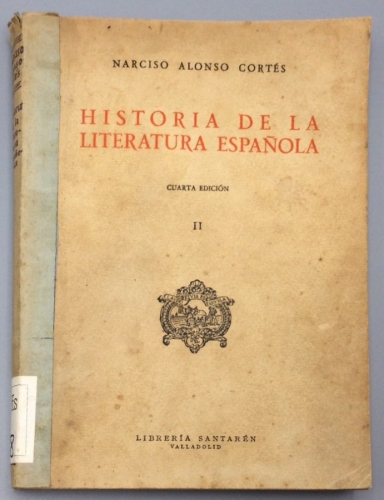 NARCISO ALONSO CORTÉS
HISTORIA DE LA
LITERATURA ESPAÑOLA
CUARTA EDICIÓN
II
LIBRERÍA SANTARÉN
VALLADOLID